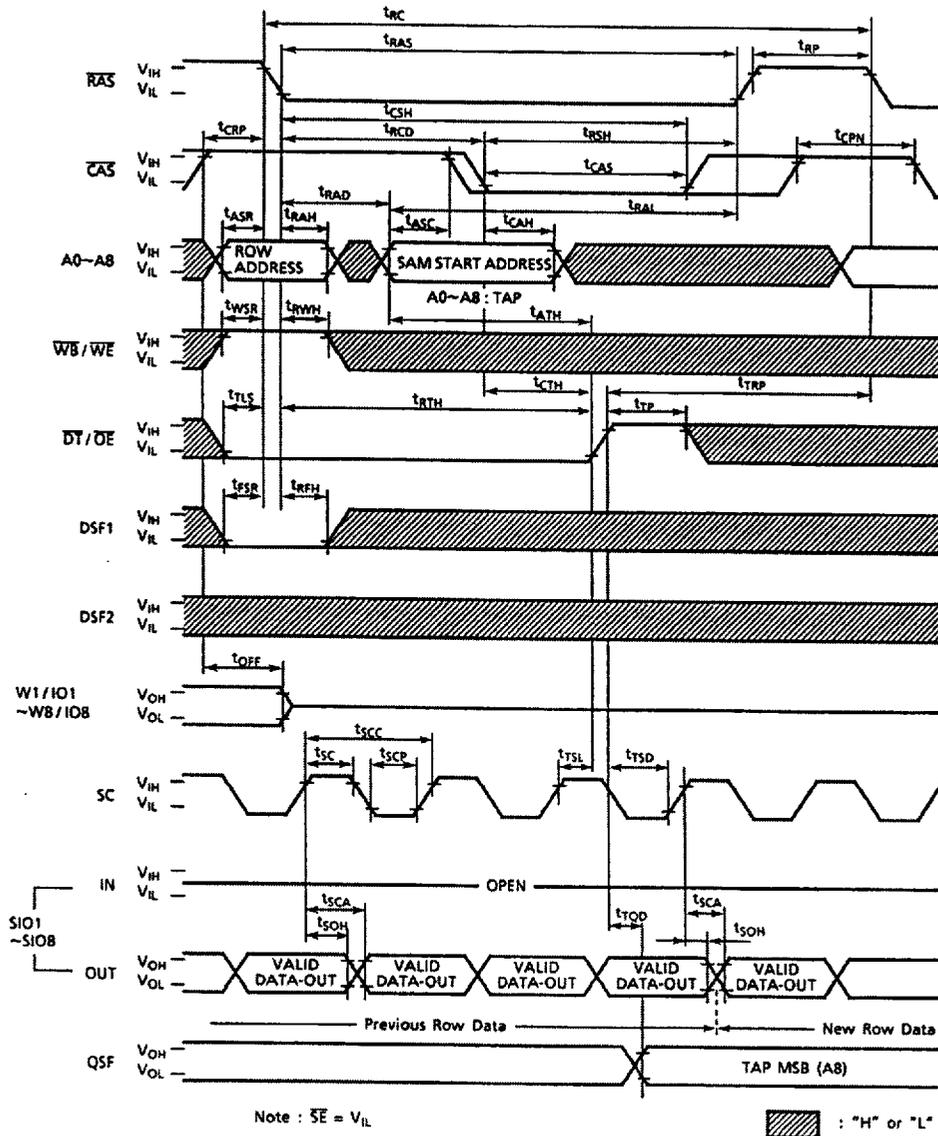 tRC
tRAS
tRP
RAS
VIH
VIL
tCSH
tCRP
tRCD
tRSH
tCPN
CAS
VIH
VIL
tCAS
tRAD
tRAL
tASR
tRAH
tASC
tCAH
A0~A8
VIH
VIL
ROW
ADDRESS
SAM START ADDRESS
A0~A8 : TAP
tWSR
tRWH
tATH
WB/WE
VIH
VIL
tCTH
tTRP
tTLS
tRTH
tTP
DT/OE
VIH
VIL
tFSR
tRFH
DSF1
VIH
VIL
DSF2
VIH
VIL
tOFF
W1/IO1
~W8/IO8
VOH
VOL
tSCC
tSC
tSCP
tTSL
tTSD
SC
VIH
VIL
SIO1
~SIO8
IN
VIH
VIL
OPEN
tSCA
tSOH
tTQD
tSCA
tSOH
OUT
VOH
VOL
VALID
DATA-OUT
VALID
DATA-OUT
VALID
DATA-OUT
VALID
DATA-OUT
VALID
DATA-OUT
Previous Row Data
New Row Data
QSF
VOH
VOL
TAP MSB (A8)
Note : SE = VIL
: "H" or "L"